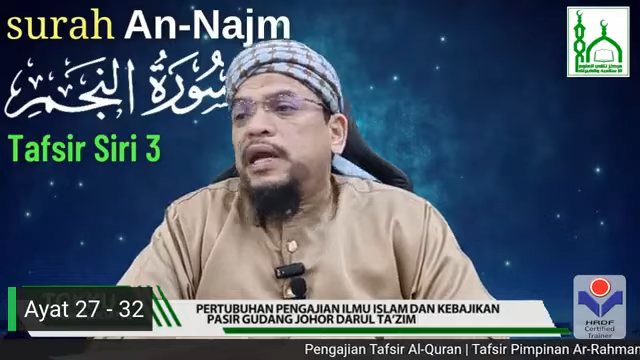 surah An-Najm
سُورَةُ النَّجْمِ
Tafsir Siri 3
Ayat 27 - 32
PERTUBUHAN PENGAJIAN ILMU ISLAM DAN KEBAJIKAN
PASIR GUDANG JOHOR DARUL TA'ZIM
HRDF
Certified
Trainer
Pengajian Tafsir Al-Quran | Tafsir Pimpinan Ar-Rahman